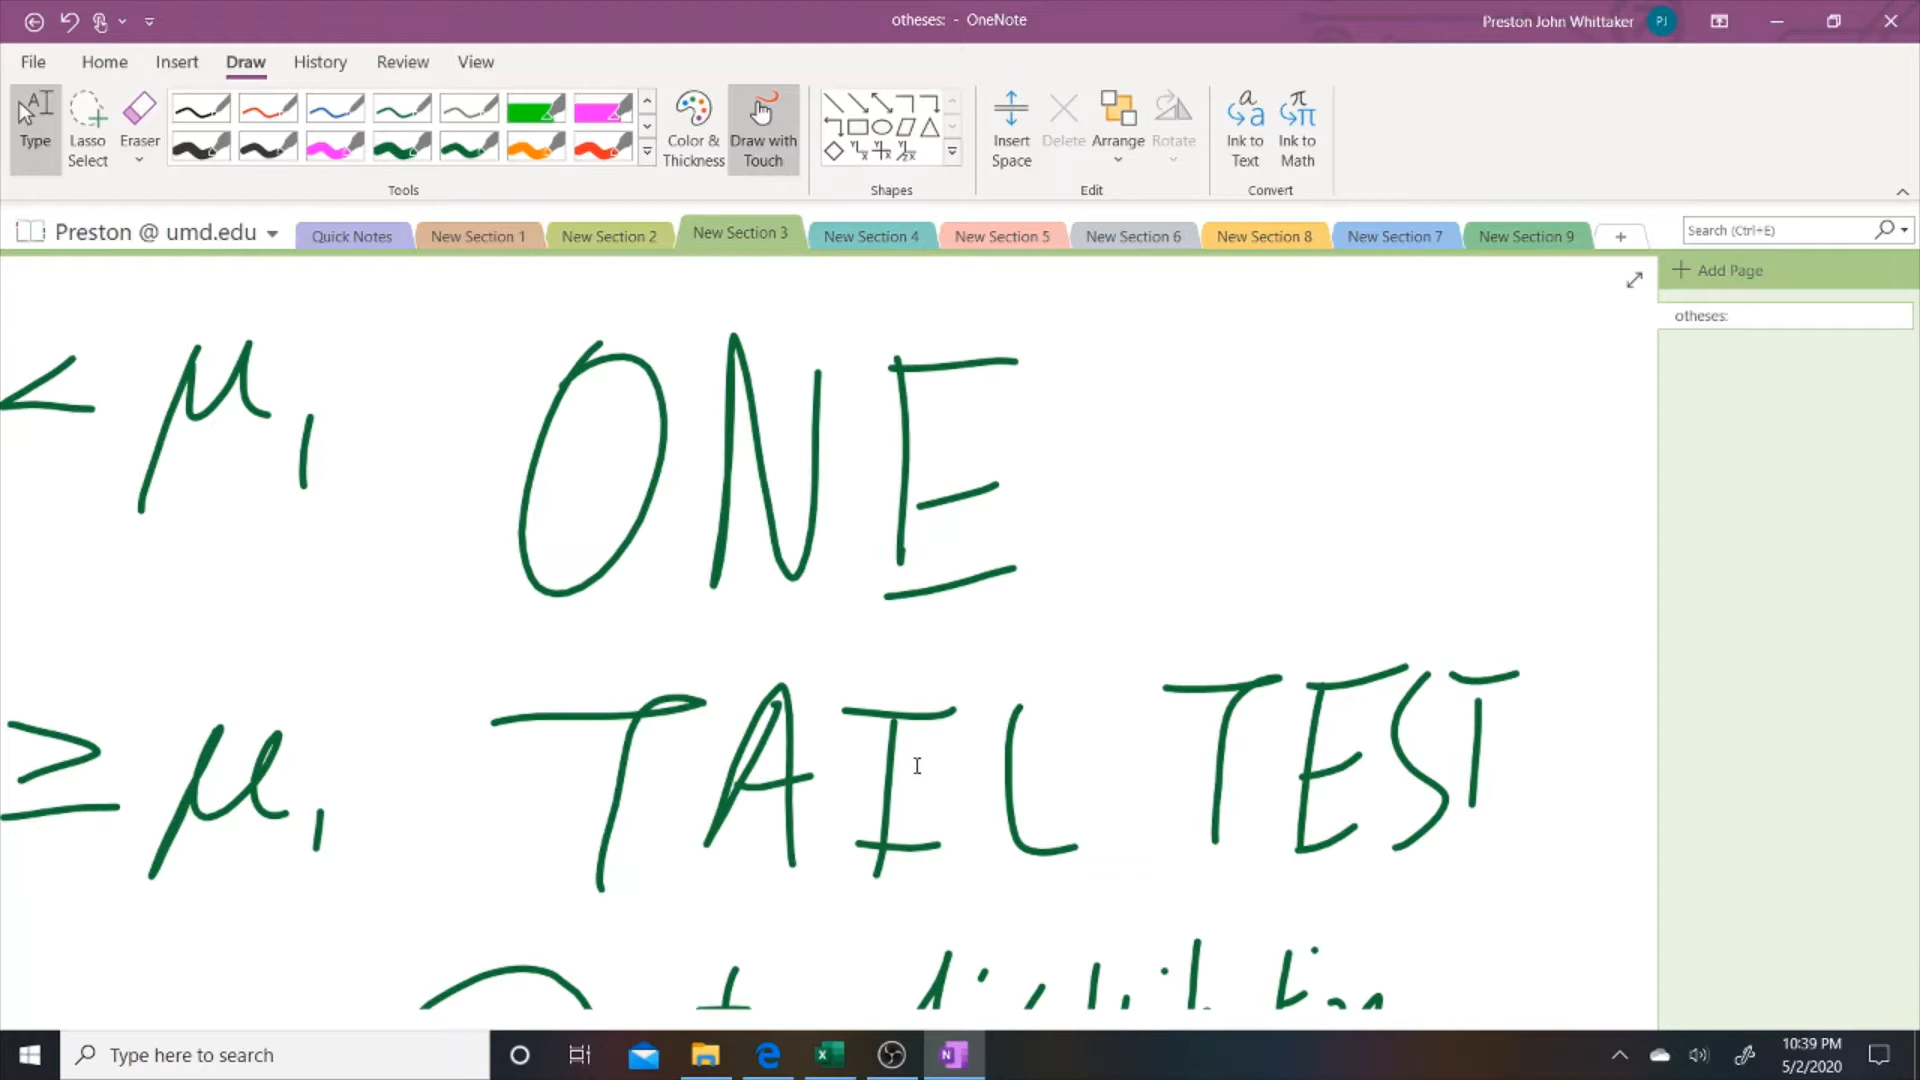 otheses: - OneNote
Preston John Whittaker PJ
File Home Insert Draw History Review View
Type
Lasso Select
Eraser
Color & Thickness
Draw with Touch
Insert Space
Delete
Arrange
Rotate
Ink to Text
Ink to Math
Tools
Shapes
Edit
Convert
Preston @ umd.edu
Quick Notes
New Section 1
New Section 2
New Section 3
New Section 4
New Section 5
New Section 6
New Section 8
New Section 7
New Section 9
+
Search (Ctrl+E)
Add Page
otheses:
< μ₁ ONE
≥ μ₁ TAIL TEST
Type here to search
10:39 PM
5/2/2020